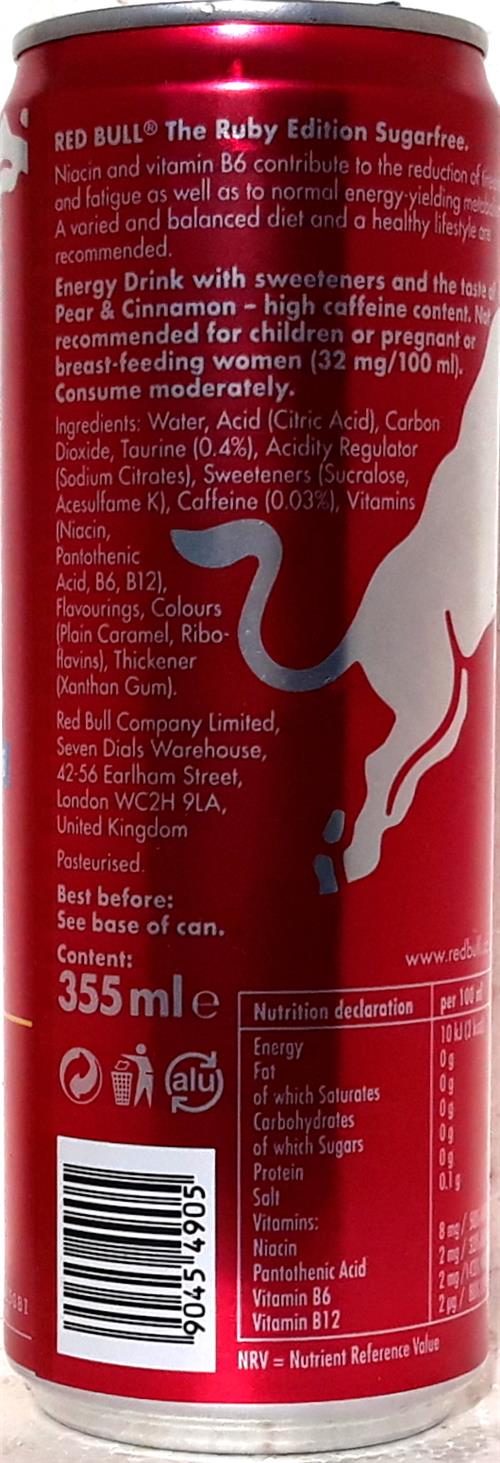 RED BULL® The Ruby Edition Sugarfree.
Niacin and vitamin B6 contribute to the reduction of
and fatigue as well as to normal energy-yielding
A varied and balanced diet and a healthy lifestyle are
recommended.
Energy Drink with sweeteners and the taste of
Pear & Cinnamon – high caffeine content. Not
recommended for children or pregnant or
breast-feeding women (32 mg/100 ml).
Consume moderately.
Ingredients: Water, Acid (Citric Acid), Carbon
Dioxide, Taurine (0.4%), Acidity Regulator
(Sodium Citrates), Sweeteners (Sucralose,
Acesulfame K), Caffeine (0.03%), Vitamins
(Niacin,
Pantothenic
Acid, B6, B12),
Flavourings, Colours
(Plain Caramel, Ribo-
flavins), Thickener
(Xanthan Gum).
Red Bull Company Limited,
Seven Dials Warehouse,
42-56 Earlham Street,
London WC2H 9LA,
United Kingdom
Pasteurised.
Best before:
See base of can.
Content:
355 ml e
alu
9045 4905
www.redbull
Nutrition declaration per 100 ml
Energy 10 kJ
Fat 0g
of which Saturates 0g
Carbohydrates 0g
of which Sugars 0g
Protein 0g
Salt 0.1g
Vitamins:
Niacin 8 mg/
Pantothenic Acid 2 mg/
Vitamin B6 2 mg/
Vitamin B12 2 µg/
NRV = Nutrient Reference Value